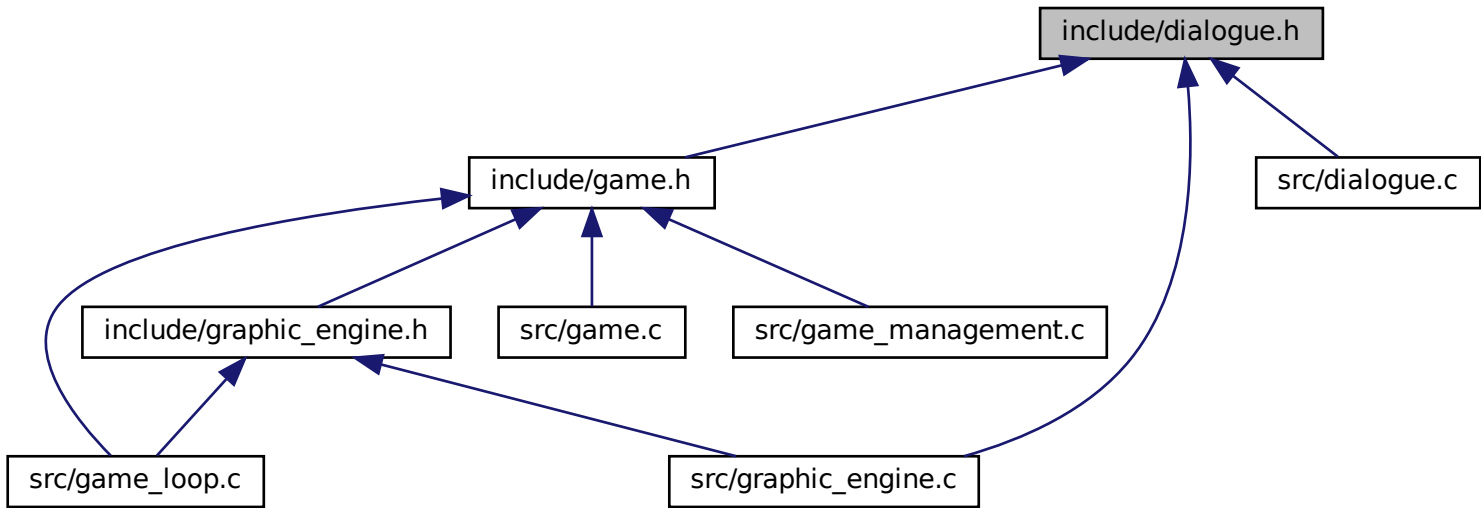 include/dialogue.h
include/game.h
src/dialogue.c
include/graphic_engine.h
src/game.c
src/game_management.c
src/game_loop.c
src/graphic_engine.c